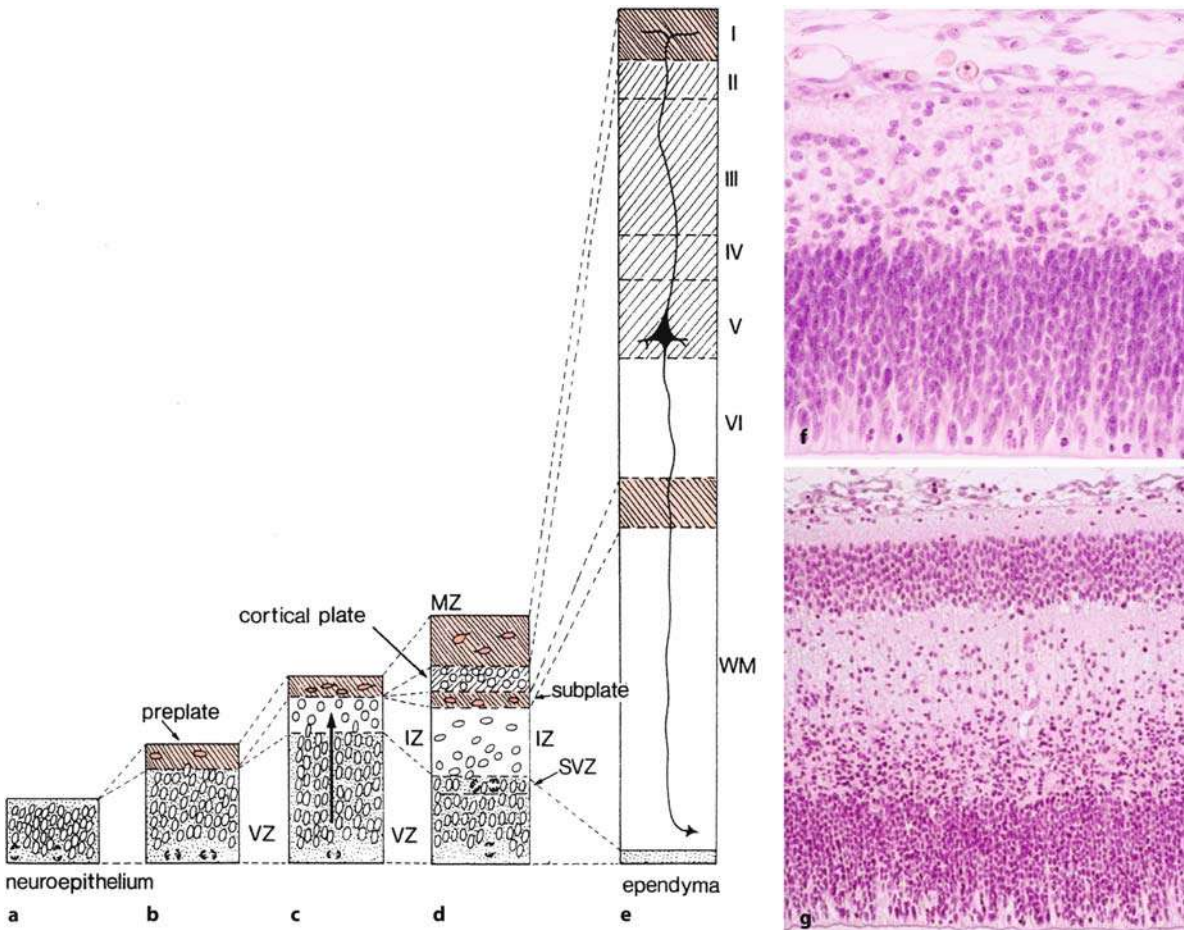 I
II
III
IV
V
VI
WM
MZ
cortical plate
subplate
preplate
IZ
IZ
SVZ
VZ
VZ
neuroepithelium
ependyma
a
b
c
d
e
f
g